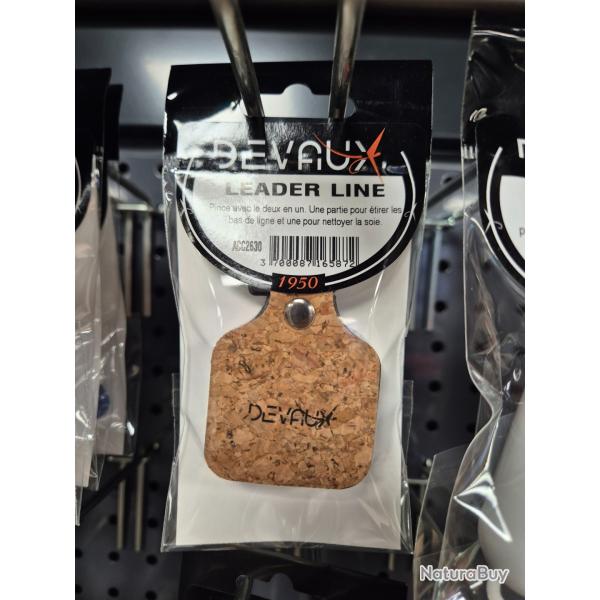 DEVAUX
LEADER LINE
Pince avec le deux en un. Une partie pour étirer les
bas de ligne et une pour nettoyer la soie.
ACC2630
3 700087 165872
1950
DEVAUX
NaturaBuy